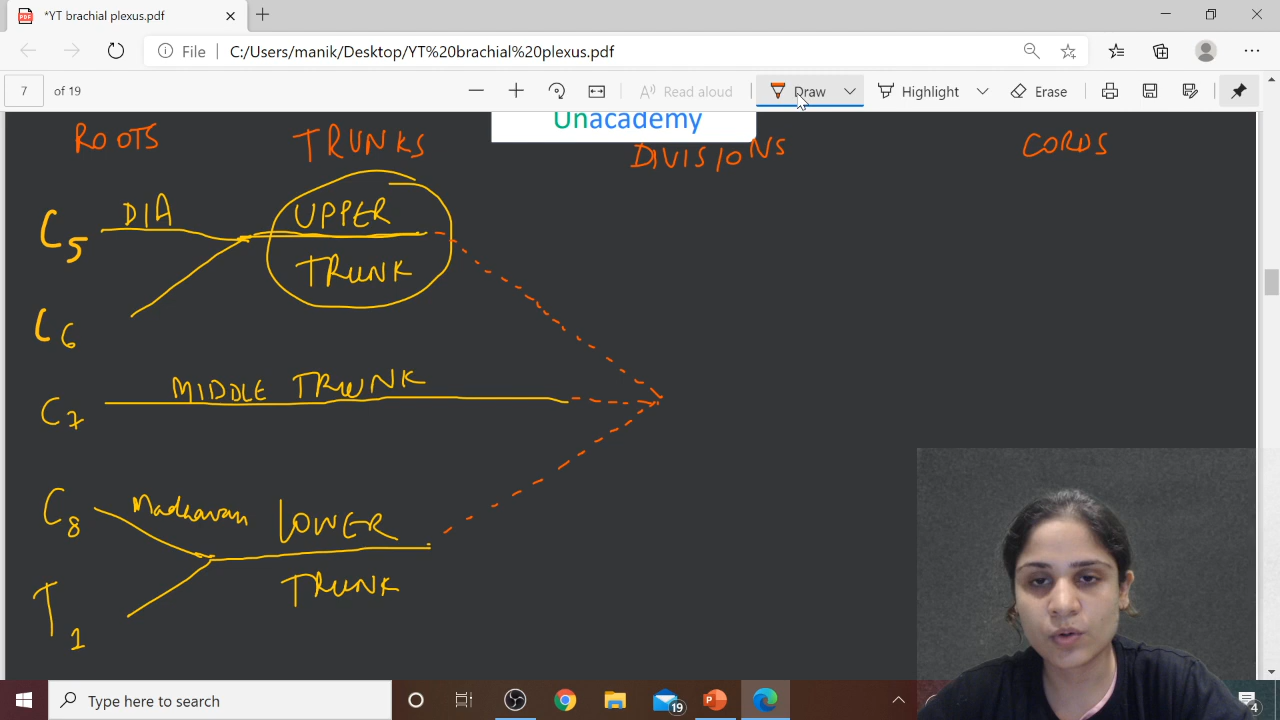 *YT brachial plexus.pdf
File
C:/Users/manik/Desktop/YT%20brachial%20plexus.pdf
7 of 19
Read aloud
Draw
Highlight
Erase
Unacademy
ROOTS
TRUNKS
DIVISIONS
CORDS
C5
DIA
UPPER
TRUNK
C6
MIDDLE TRUNK
C7
C8
Madhavan
LOWER
T1
TRUNK
Type here to search
19
4